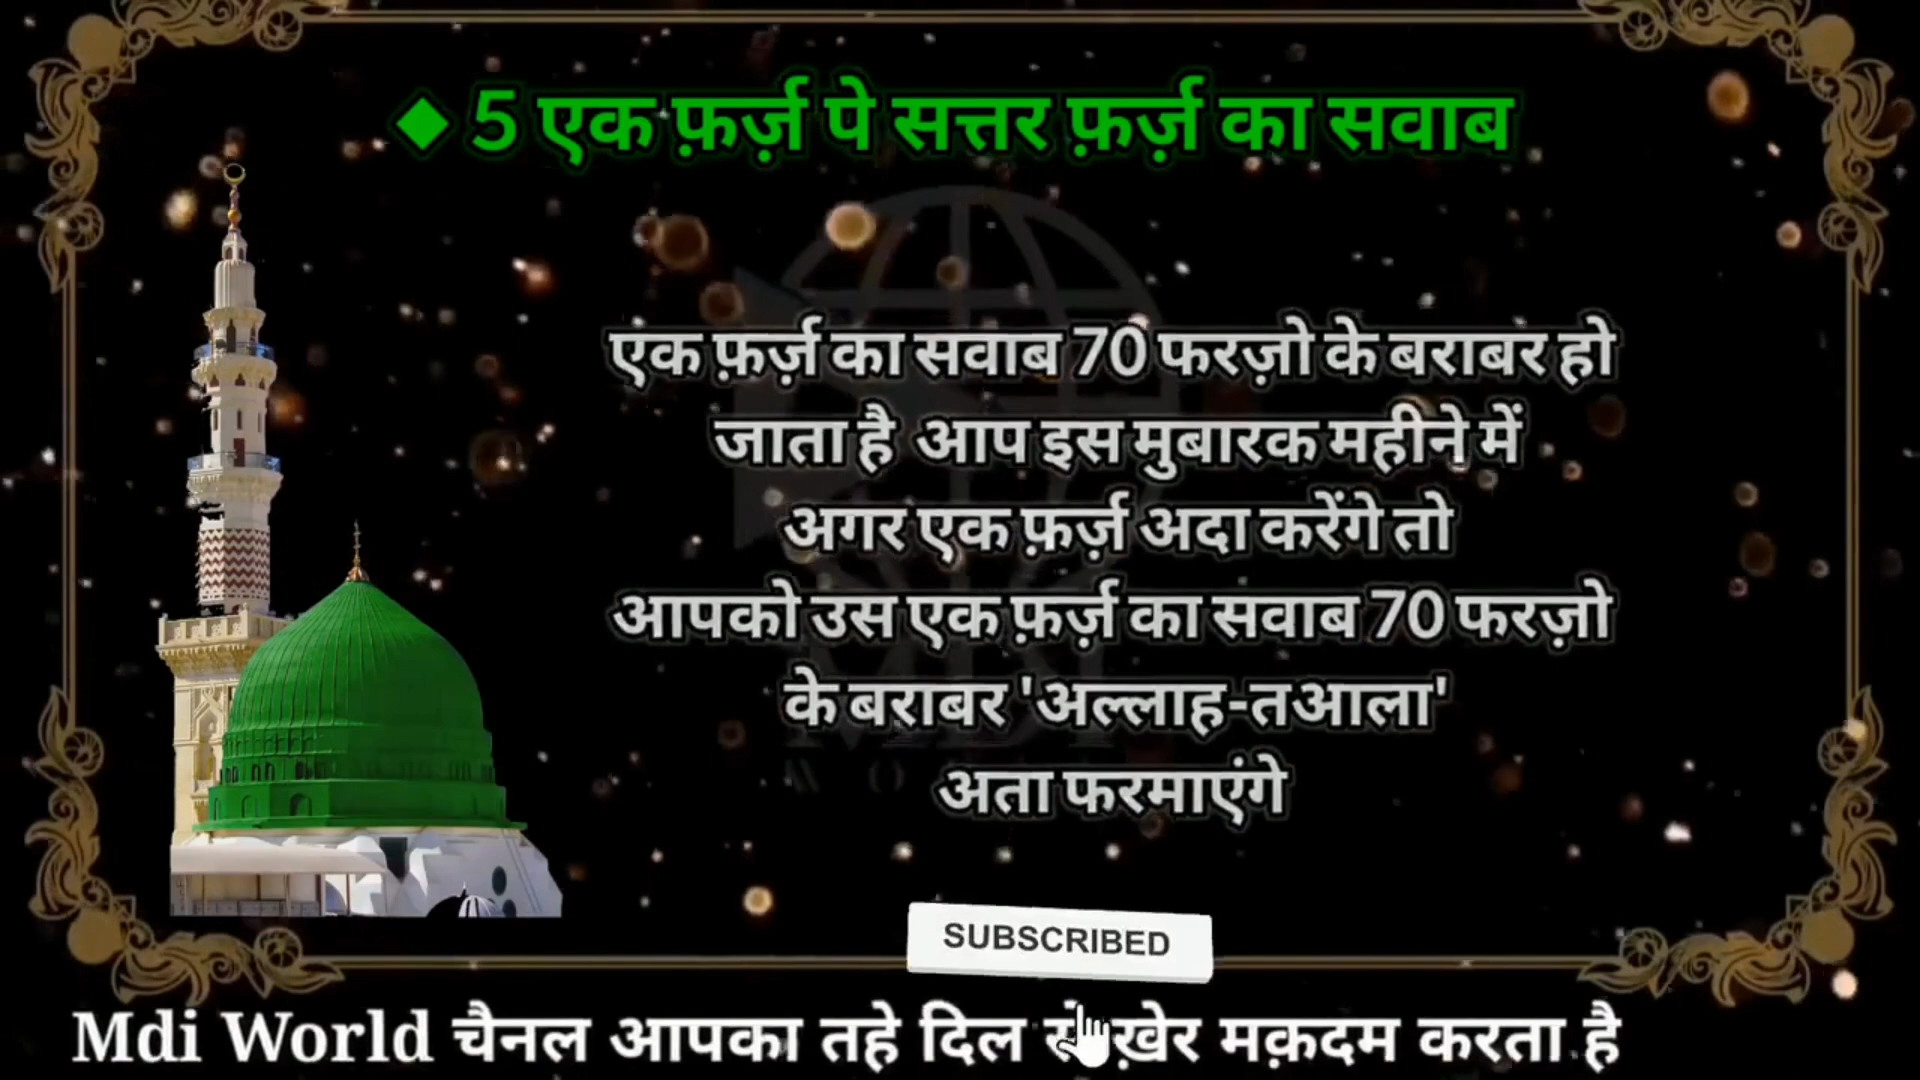 ◆ 5 एक फ़र्ज़ पे सत्तर फ़र्ज़ का सवाब
एक फ़र्ज़ का सवाब 70 फरज़ो के बराबर हो
जाता है आप इस मुबारक महीने में
अगर एक फ़र्ज़ अदा करेंगे तो
आपको उस एक फ़र्ज़ का सवाब 70 फरज़ो
के बराबर 'अल्लाह-तआला'
अता फरमाएंगे
SUBSCRIBED
Mdi World चैनल आपका तहे दिल मक़दम करता है